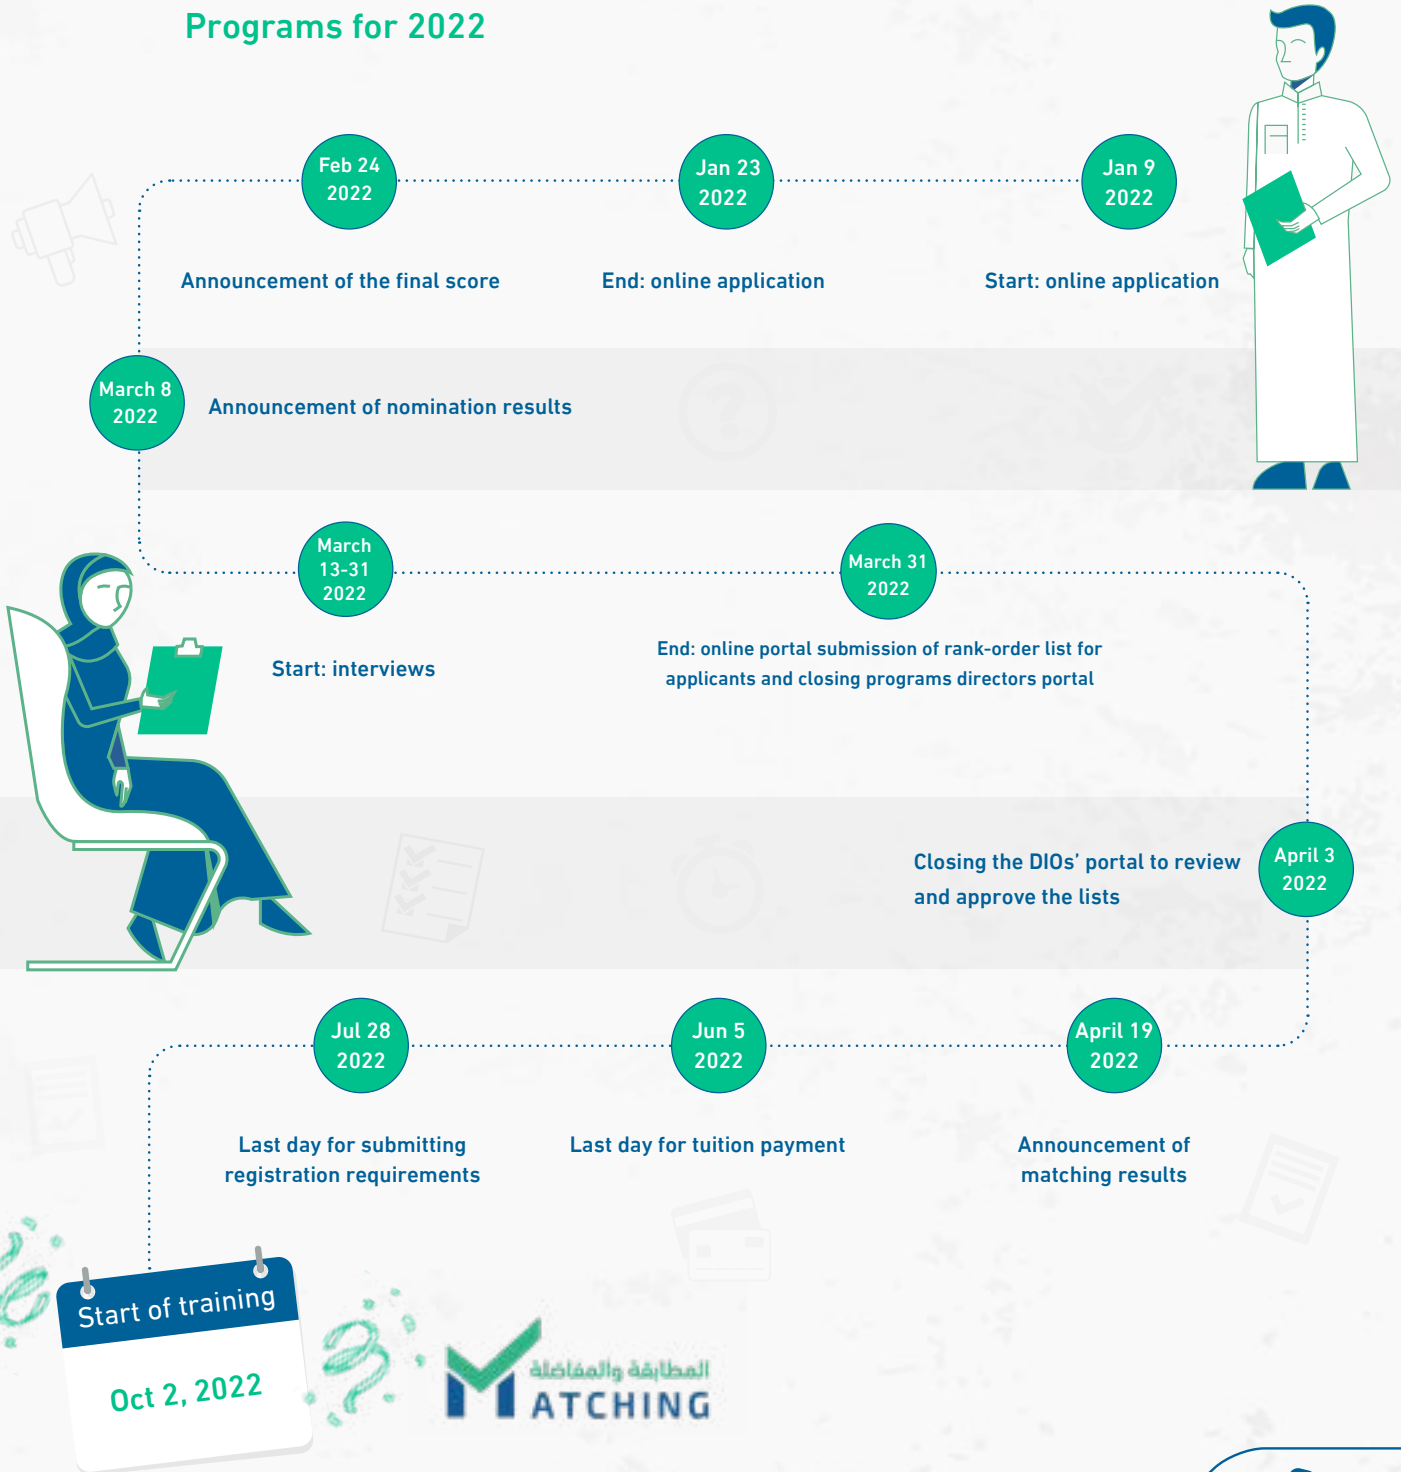 Programs for 2022
Jan 9
2022
Start: online application
Jan 23
2022
End: online application
Feb 24
2022
Announcement of the final score
March 8
2022
Announcement of nomination results
March
13-31
2022
Start: interviews
March 31
2022
End: online portal submission of rank-order list for
applicants and closing programs directors portal
April 3
2022
Closing the DIOs’ portal to review
and approve the lists
April 19
2022
Announcement of
matching results
Jun 5
2022
Last day for tuition payment
Jul 28
2022
Last day for submitting
registration requirements
Start of training
Oct 2, 2022
المطابقة والمفاضلة
MATCHING